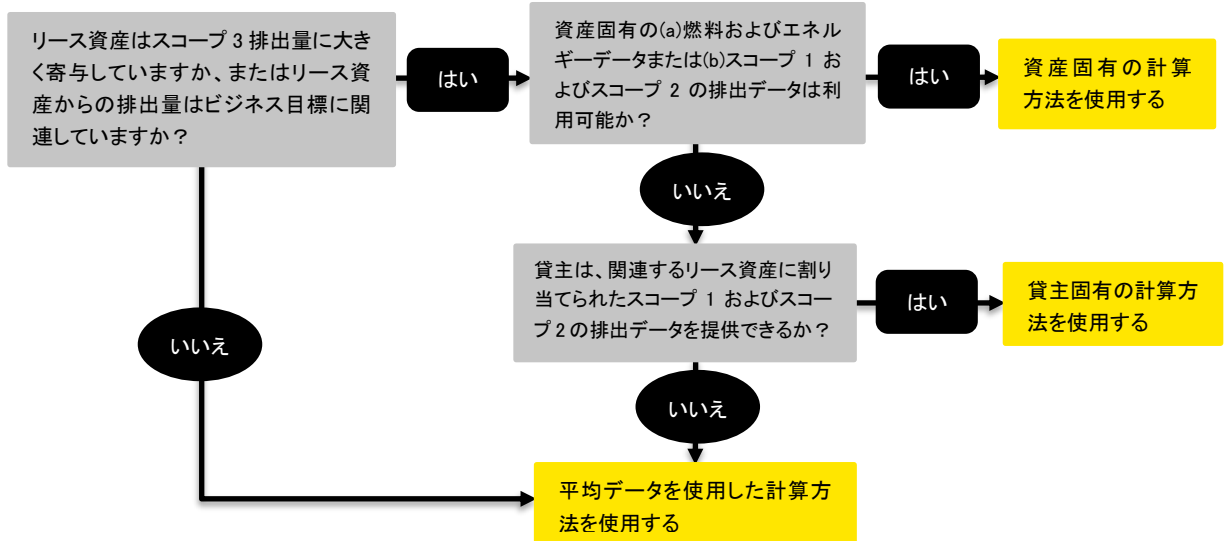 リース資産はスコープ 3 排出量に大き
く寄与していますか、またはリース資
産からの排出量はビジネス目標に関
連していますか？
はい
資産固有の(a)燃料およびエネル
ギーデータまたは(b)スコープ 1 お
よびスコープ 2 の排出データは利
用可能か？
はい
資産固有の計算
方法を使用する
いいえ
貸主は、関連するリース資産に割り
当てられたスコープ 1 およびスコー
プ 2 の排出データを提供できるか？
はい
貸主固有の計算方
法を使用する
いいえ
いいえ
平均データを使用した計算方
法を使用する